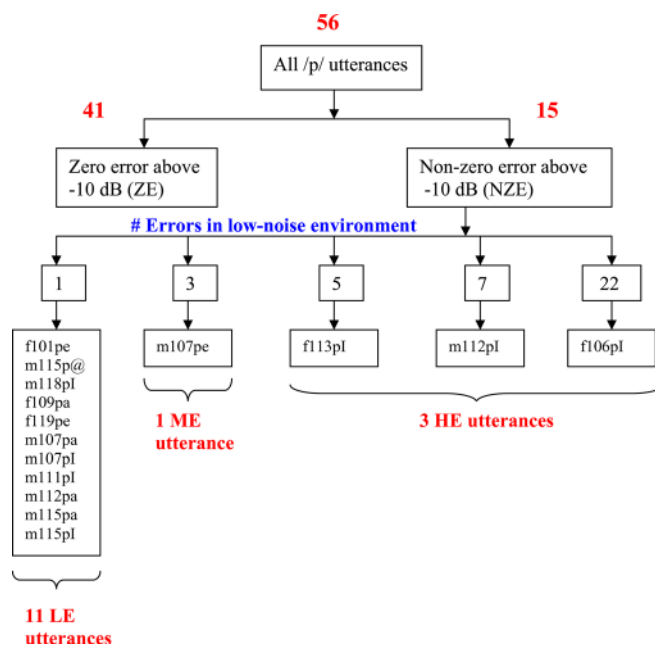 56
All /p/ utterances
41
15
Zero error above
-10 dB (ZE)
Non-zero error above
-10 dB (NZE)
# Errors in low-noise environment
1
3
5
7
22
f101pe
m115p@
m118pI
f109pa
f119pe
m107pa
m107pI
m111pI
m112pa
m115pa
m115pI
m107pe
f113pI
m112pI
f106pI
1 ME
utterance
3 HE utterances
11 LE
utterances